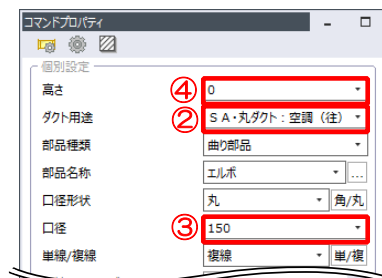 コマンドプロパティ
個別設定
高さ ④ 0
ダクト用途 ② SA・丸ダクト：空調（往）
部品種類 曲り部品
部品名称 エルボ ...
口径形状 丸 角/丸
口径 ③ 150
単線/複線 複線 単/複